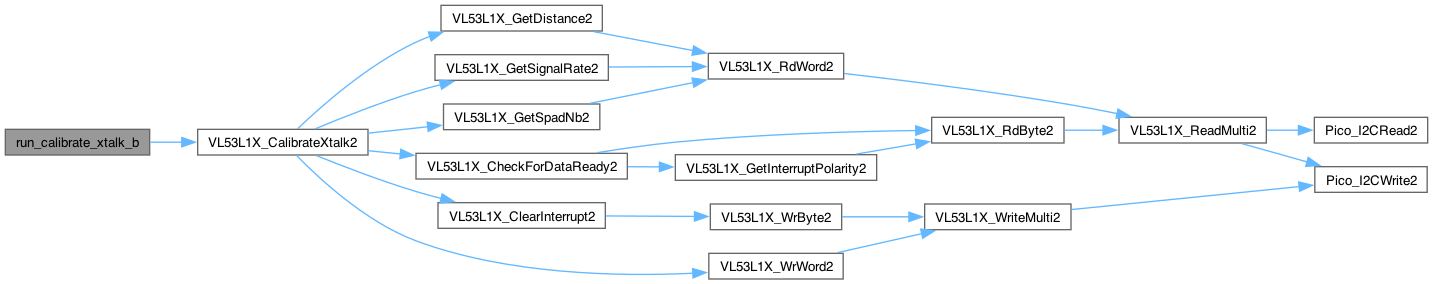 run_calibrate_xtalk_b
VL53L1X_CalibrateXtalk2
VL53L1X_GetDistance2
VL53L1X_GetSignalRate2
VL53L1X_GetSpadNb2
VL53L1X_CheckForDataReady2
VL53L1X_ClearInterrupt2
VL53L1X_RdWord2
VL53L1X_GetInterruptPolarity2
VL53L1X_WrByte2
VL53L1X_WrWord2
VL53L1X_RdByte2
VL53L1X_WriteMulti2
VL53L1X_ReadMulti2
Pico_I2CRead2
Pico_I2CWrite2